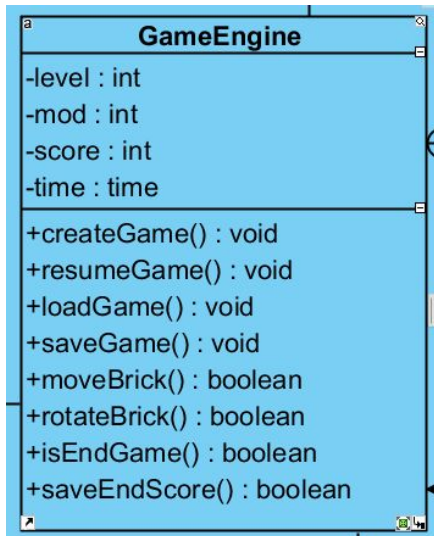 a
GameEngine
-level : int
-mod : int
-score : int
-time : time
+createGame() : void
+resumeGame() : void
+loadGame() : void
+saveGame() : void
+moveBrick() : boolean
+rotateBrick() : boolean
+isEndGame() : boolean
+saveEndScore() : boolean